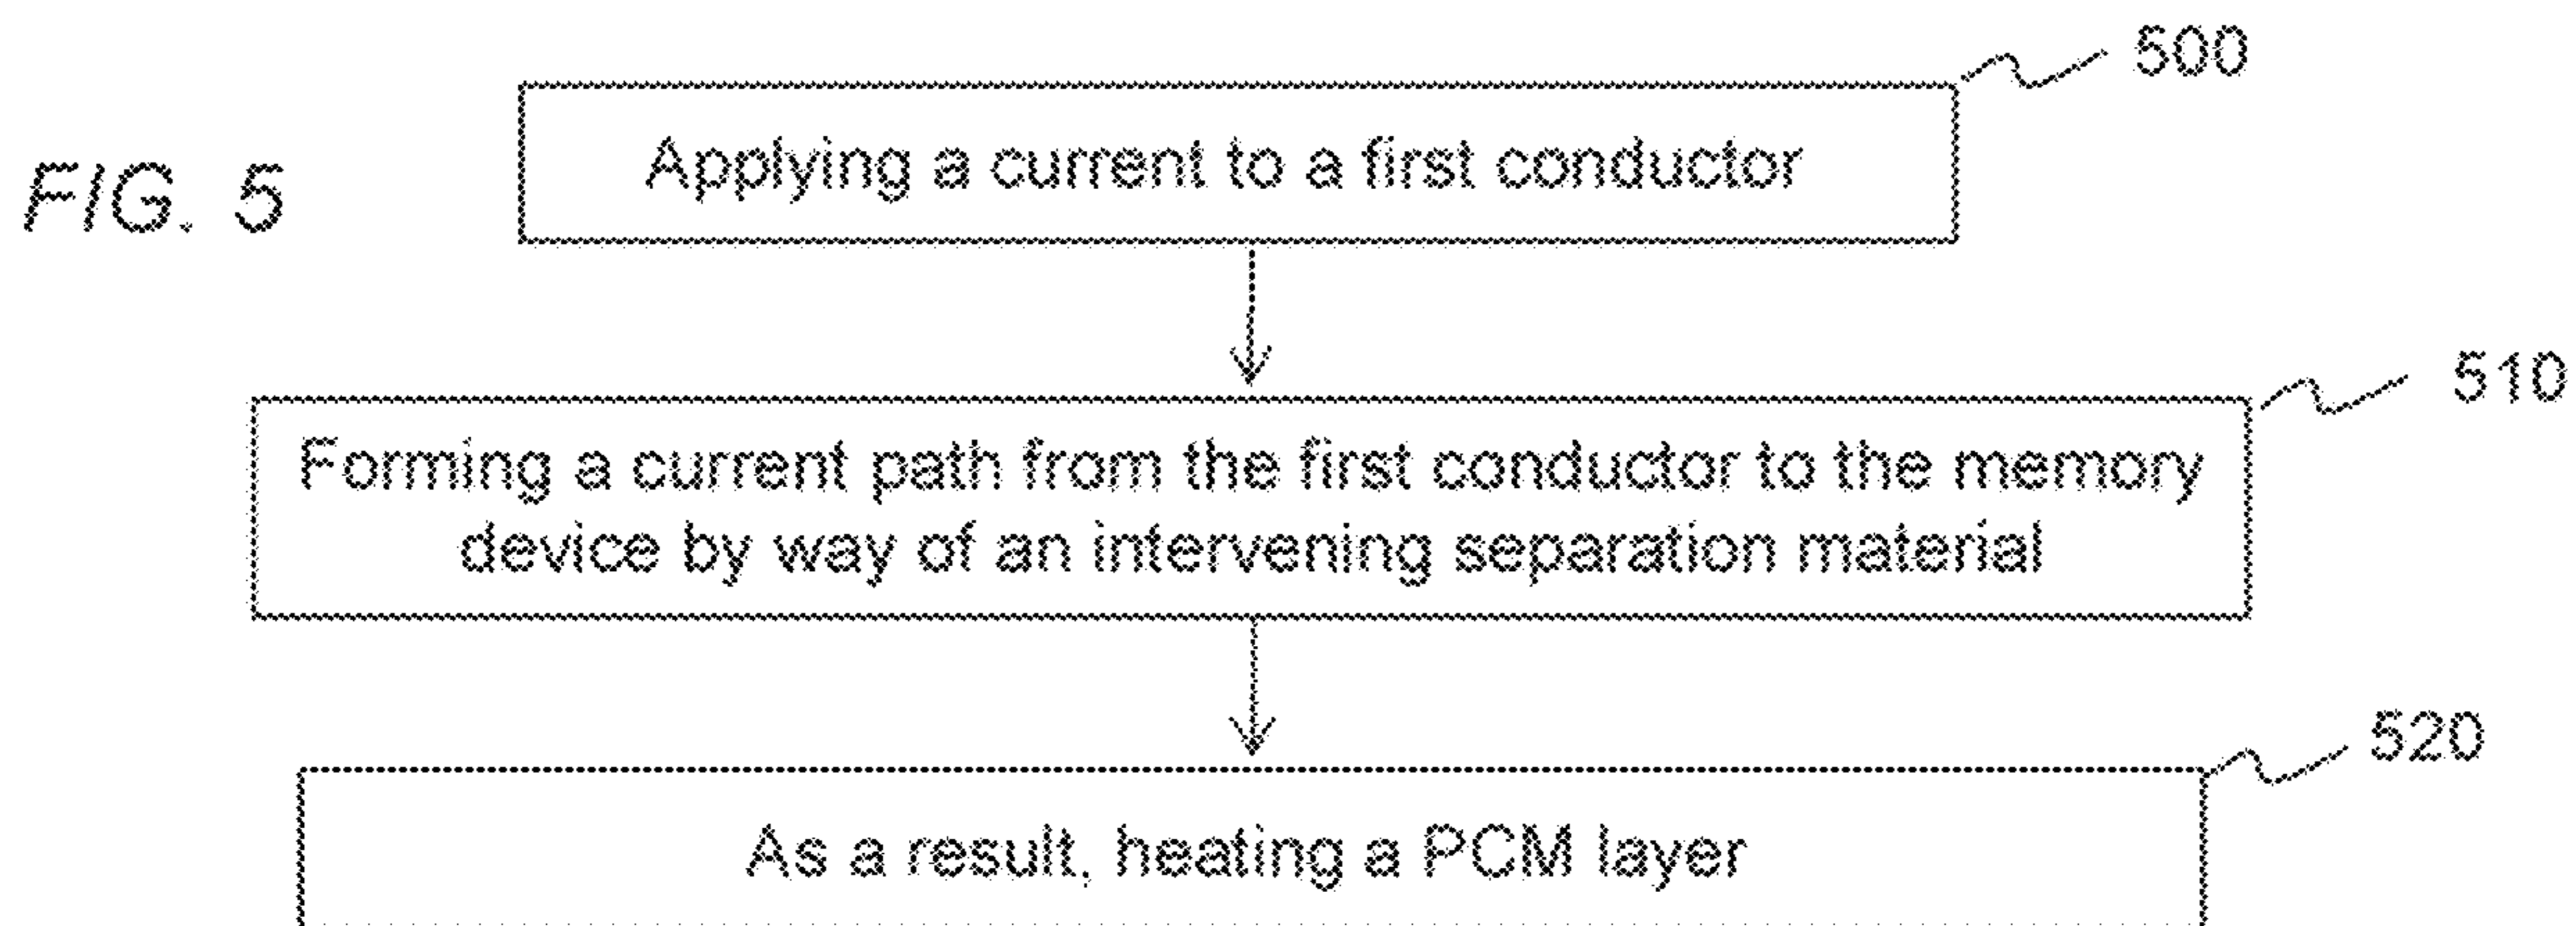 500
FIG. 5
Applying a current to a first conductor
510
Forming a current path from the first conductor to the memory
device by way of an intervening separation material
520
As a result, heating a PCM layer